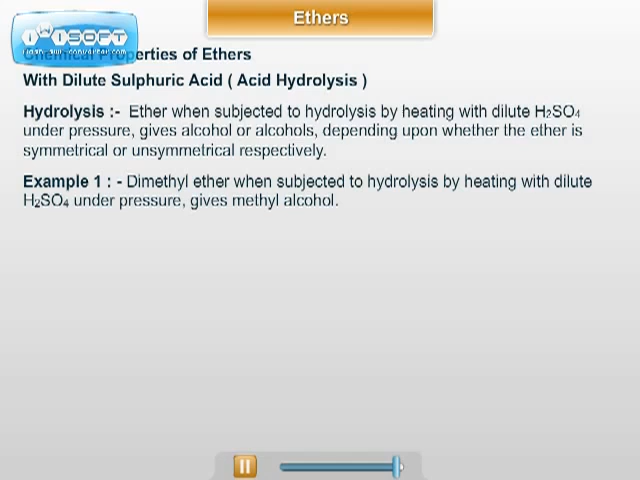 Ethers
Chemical Properties of Ethers
With Dilute Sulphuric Acid ( Acid Hydrolysis )
Hydrolysis :-  Ether when subjected to hydrolysis by heating with dilute H₂SO₄
under pressure, gives alcohol or alcohols, depending upon whether the ether is
symmetrical or unsymmetrical respectively.
Example 1 : - Dimethyl ether when subjected to hydrolysis by heating with dilute
H₂SO₄ under pressure, gives methyl alcohol.